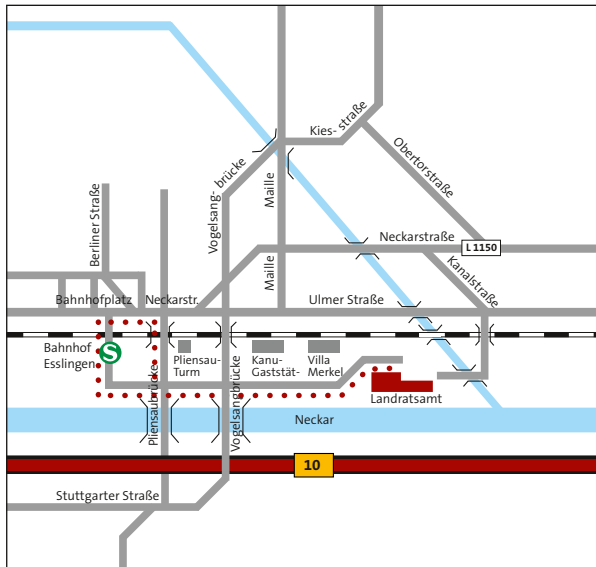 Kies-
straße
Obertorstraße
Vogelsang-
brücke
Maille
Berliner Straße
Neckarstraße
L 1150
Maille
Kanalstraße
Bahnhofplatz
Neckarstr.
Ulmer Straße
Bahnhof
Esslingen
S
Pliensau-
Turm
Kanu-
Gaststät-
Villa
Merkel
Landratsamt
Pliensaubrücke
Vogelsangbrücke
Neckar
10
Stuttgarter Straße